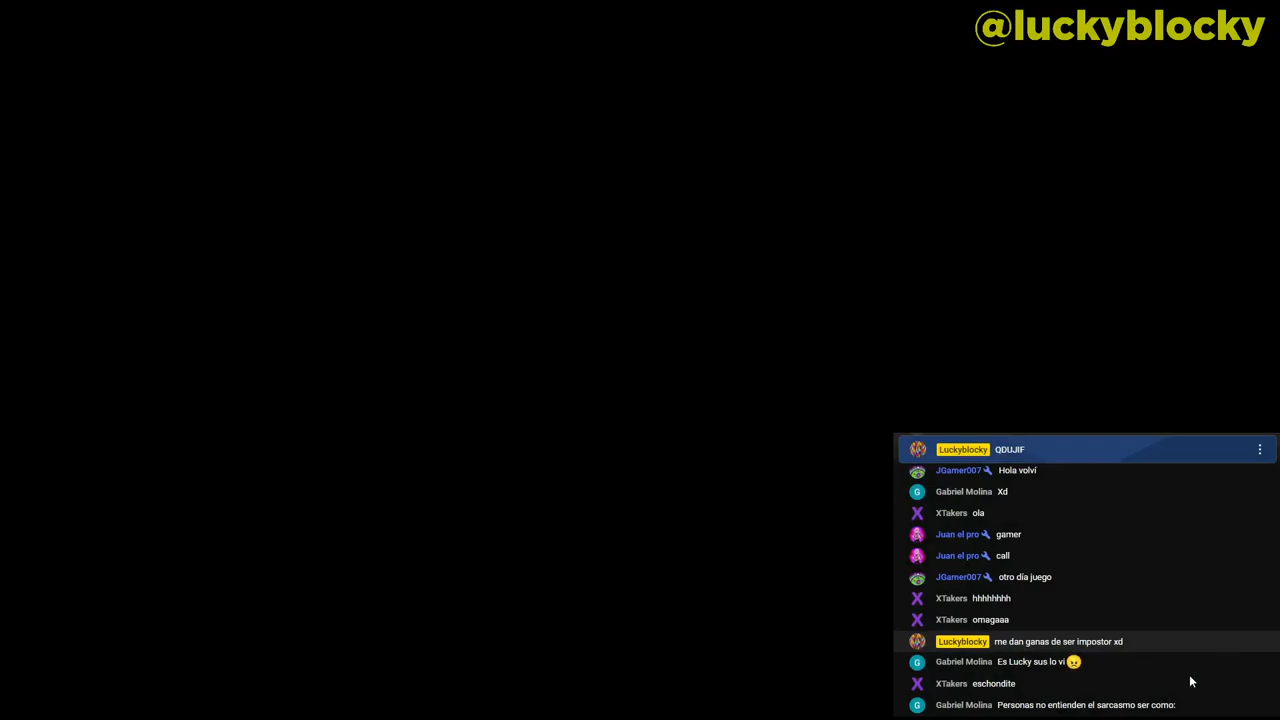 @luckyblocky
Luckyblocky QDUJIF
JGamer007 Hola volví
G Gabriel Molina Xd
XTakers ola
Juan el pro gamer
Juan el pro call
JGamer007 otro día juego
XTakers hhhhhhhh
XTakers omagaaa
Luckyblocky me dan ganas de ser impostor xd
G Gabriel Molina Es Lucky sus lo vi😠
XTakers eschondite
G Gabriel Molina Personas no entienden el sarcasmo ser como: